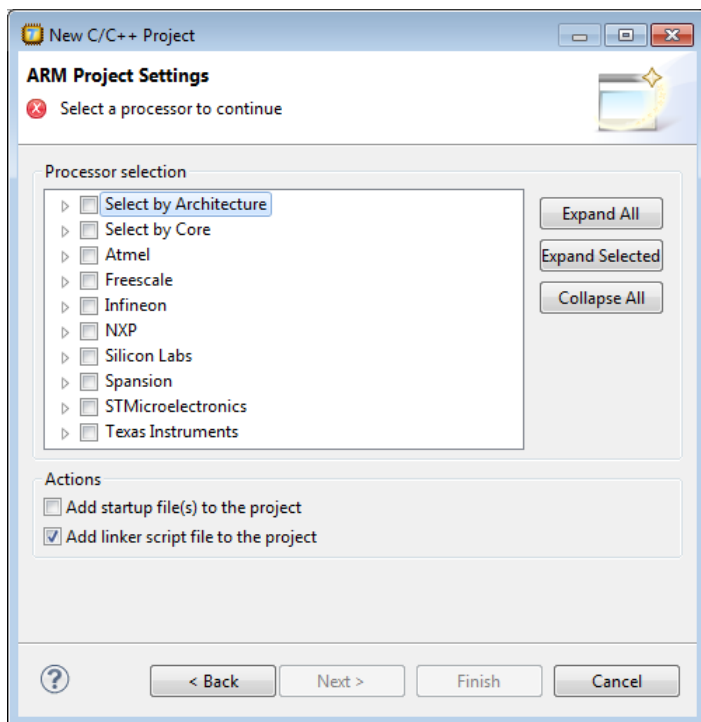 New C/C++ Project
ARM Project Settings
Select a processor to continue
Processor selection
Select by Architecture
Select by Core
Atmel
Freescale
Infineon
NXP
Silicon Labs
Spansion
STMicroelectronics
Texas Instruments
Expand All
Expand Selected
Collapse All
Actions
Add startup file(s) to the project
Add linker script file to the project
?
< Back
Next >
Finish
Cancel